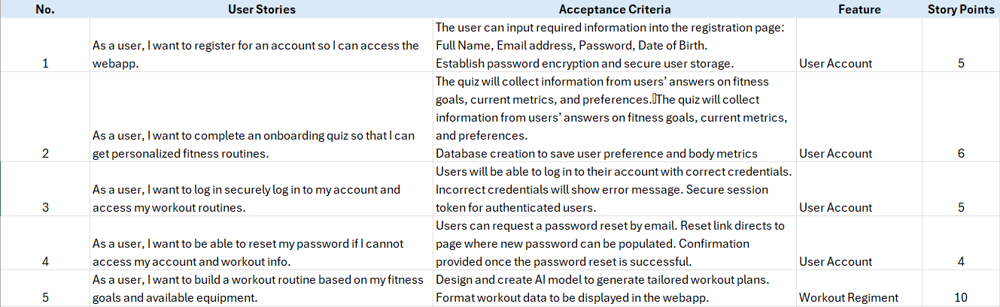 No. User Stories Acceptance Criteria Feature Story Points
The user can input required information into the registration page:
As a user, I want to register for an account so I can access the Full Name, Email address, Password, Date of Birth.
1 webapp. Establish password encryption and secure user storage. User Account 5
The quiz will collect information from users’ answers on fitness
goals, current metrics, and preferences.▯The quiz will collect
information from users’ answers on fitness goals, current metrics,
As a user, I want to complete an onboarding quiz so that I can and preferences.
2 get personalized fitness routines. Database creation to save user preference and body metrics User Account 6
Users will be able to log in to their account with correct credentials.
As a user, I want to log in securely log in to my account and Incorrect credentials will show error message. Secure session
3 access my workout routines. token for authenticated users. User Account 5
Users can request a password reset by email. Reset link directs to
As a user, I want to be able to reset my password if I cannot page where new password can be populated. Confirmation
4 access my account and workout info. provided once the password reset is successful. User Account 4
As a user, I want to build a workout routine based on my fitness Design and create AI model to generate tailored workout plans.
5 goals and available equipment. Format workout data to be displayed in the webapp. Workout Regiment 10